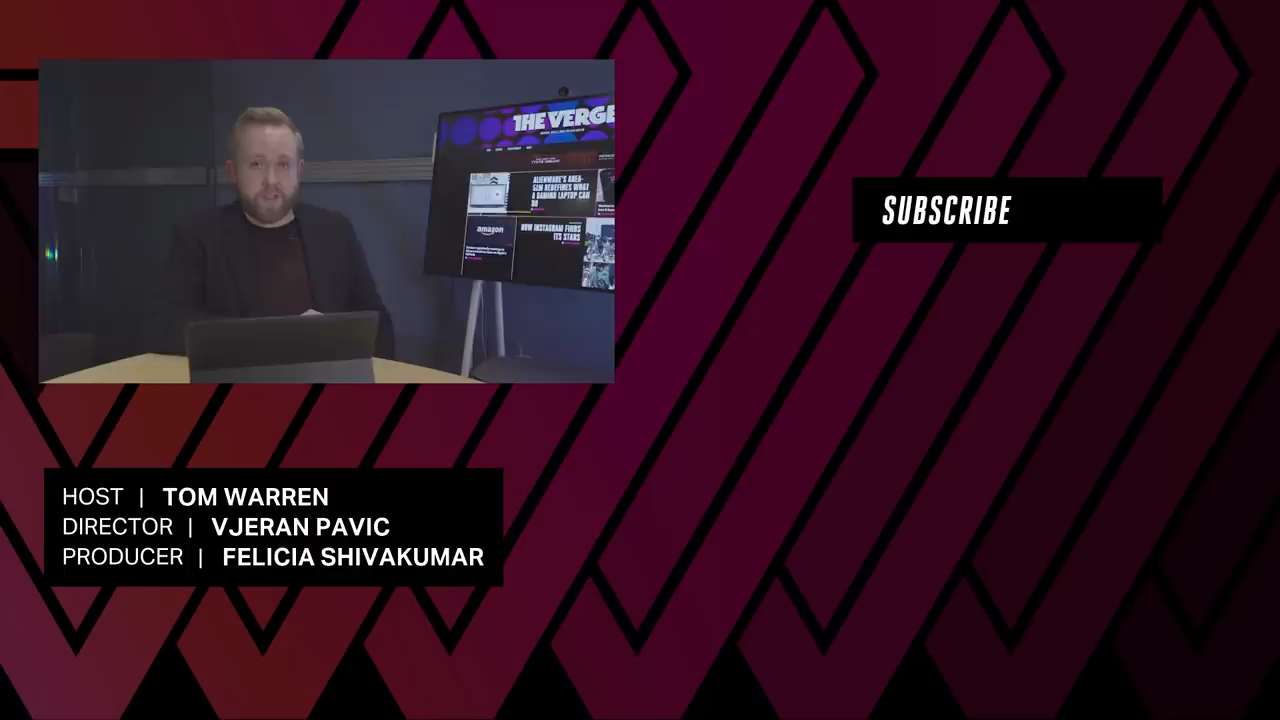 THE VERGE
ALIENWARE'S AREA-
51M REDEFINES WHAT
A GAMING LAPTOP CAN
DO
amazon
HOW INSTAGRAM FINDS
ITS STARS
SUBSCRIBE
HOST | TOM WARREN
DIRECTOR | VJERAN PAVIC
PRODUCER | FELICIA SHIVAKUMAR